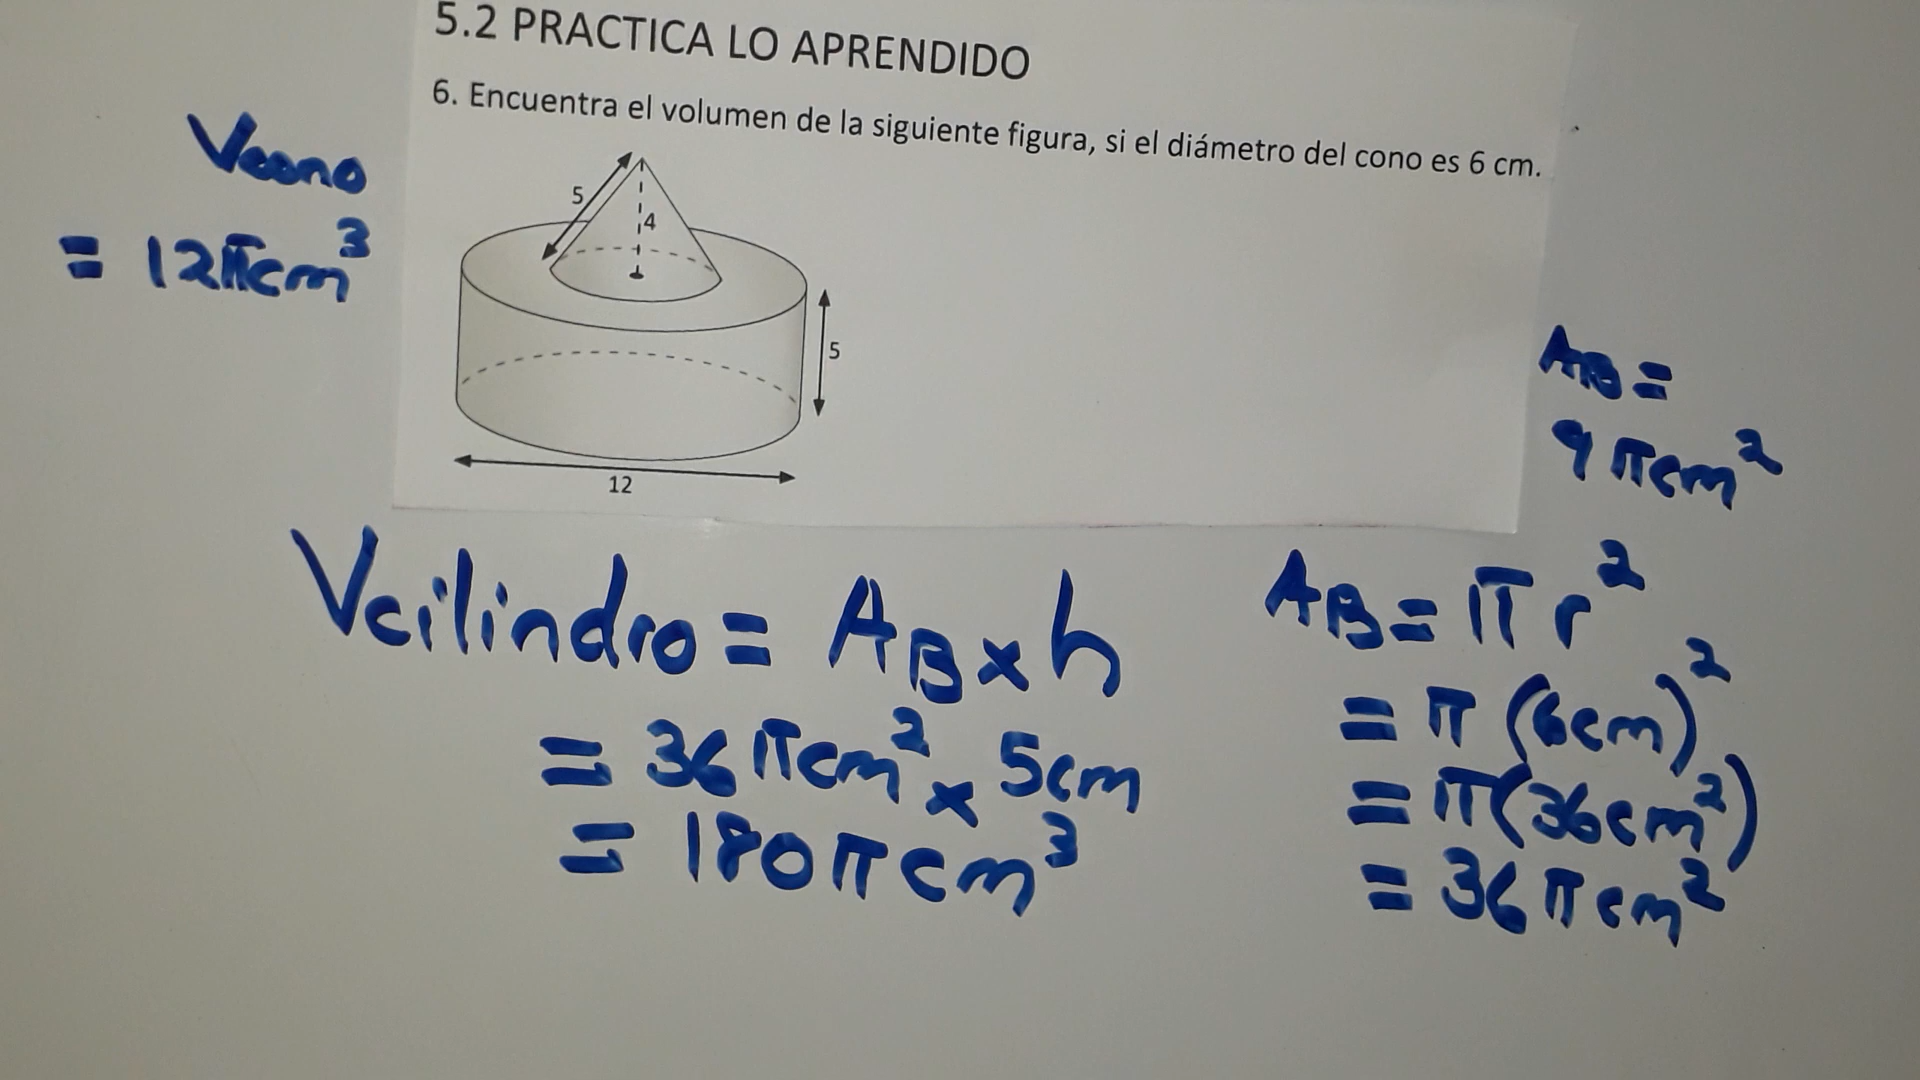 5.2 PRACTICA LO APRENDIDO
6. Encuentra el volumen de la siguiente figura, si el diámetro del cono es 6 cm.
5
4
5
12
Vcono
= 12πcm³
AB =
9πcm²
Vcilindro = AB x h
= 36πcm² x 5cm
= 180πcm³
AB = πr²
= π(6cm)²
= π(36cm²)
= 36πcm²